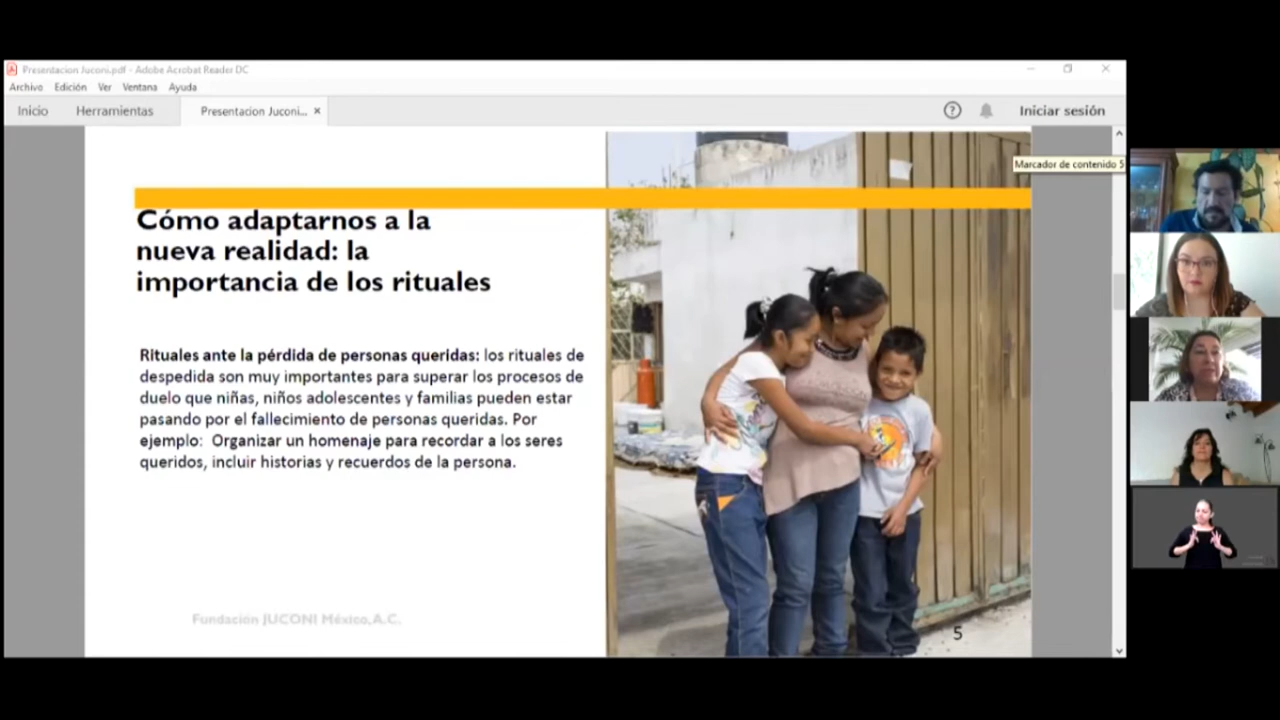 Presentacion Juconi.pdf - Adobe Acrobat Reader DC
Archivo Edición Ver Ventana Ayuda
Inicio Herramientas Presentacion Juconi... × Iniciar sesión
Marcador de contenido 5
Cómo adaptarnos a la
nueva realidad: la
importancia de los rituales
Rituales ante la pérdida de personas queridas: los rituales de
despedida son muy importantes para superar los procesos de
duelo que niñas, niños adolescentes y familias pueden estar
pasando por el fallecimiento de personas queridas. Por
ejemplo: Organizar un homenaje para recordar a los seres
queridos, incluir historias y recuerdos de la persona.
Fundación JUCONI México, A.C.
5